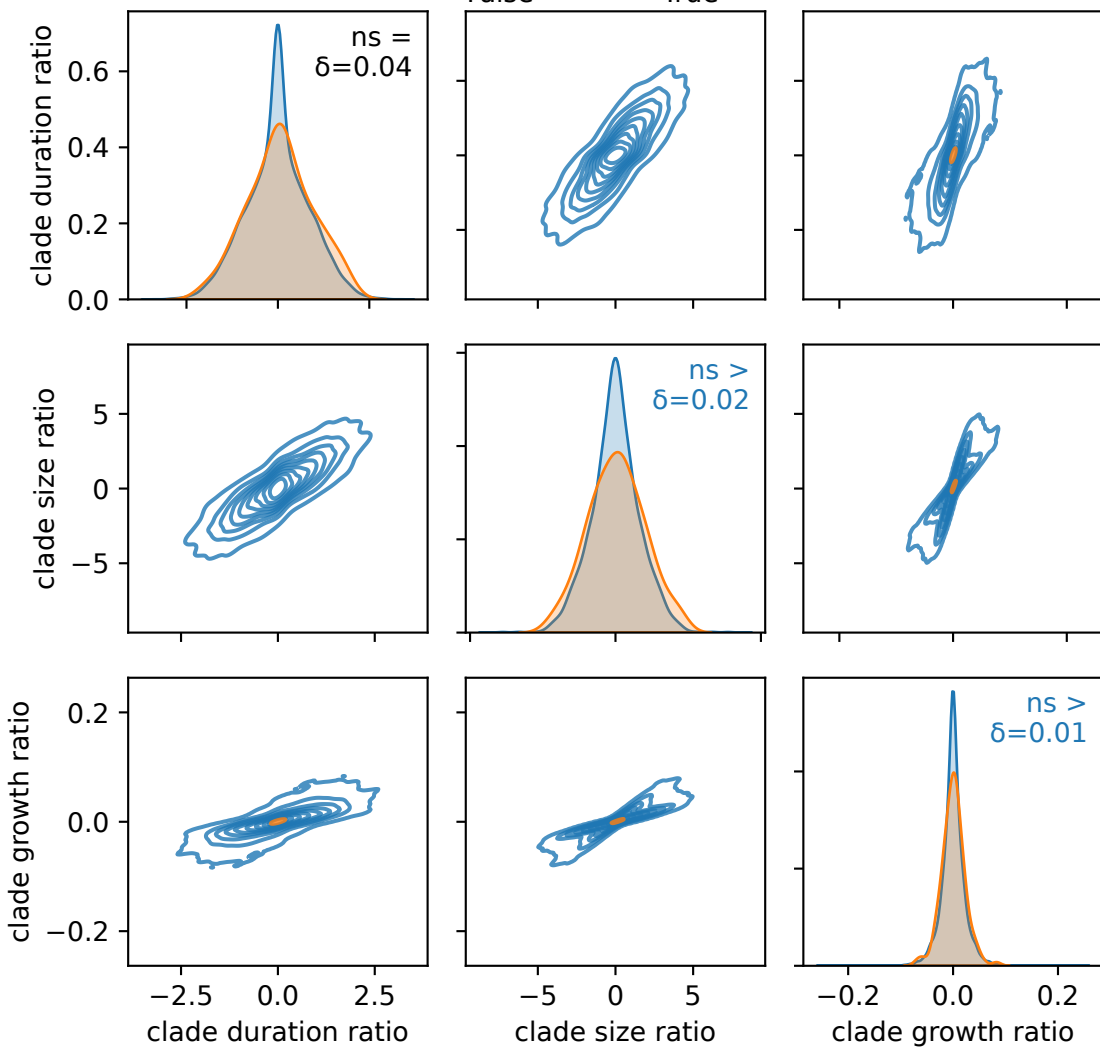 clade duration ratio
0.6
0.4
0.2
0.0
ns =
δ=0.04
clade size ratio
5
0
−5
ns >
δ=0.02
clade growth ratio
0.2
0.0
−0.2
ns >
δ=0.01
−2.5 0.0 2.5
−5 0 5
−0.2 0.0 0.2
clade duration ratio
clade size ratio
clade growth ratio